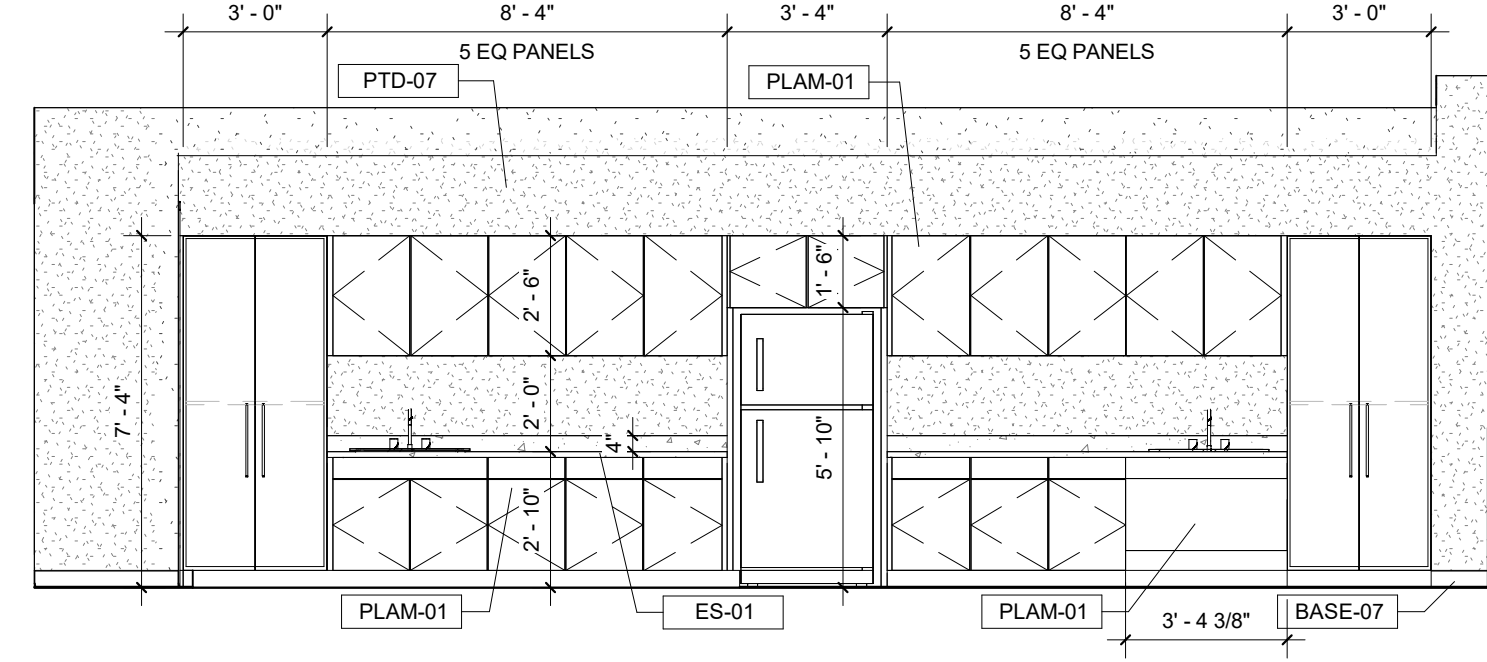 3' - 0"
8' - 4"
3' - 4"
8' - 4"
3' - 0"
5 EQ PANELS
5 EQ PANELS
PTD-07
PLAM-01
2' - 6"
1' - 6"
7' - 4"
2' - 0"
4"
5' - 10"
2' - 10"
PLAM-01
ES-01
PLAM-01
BASE-07
3' - 4 3/8"